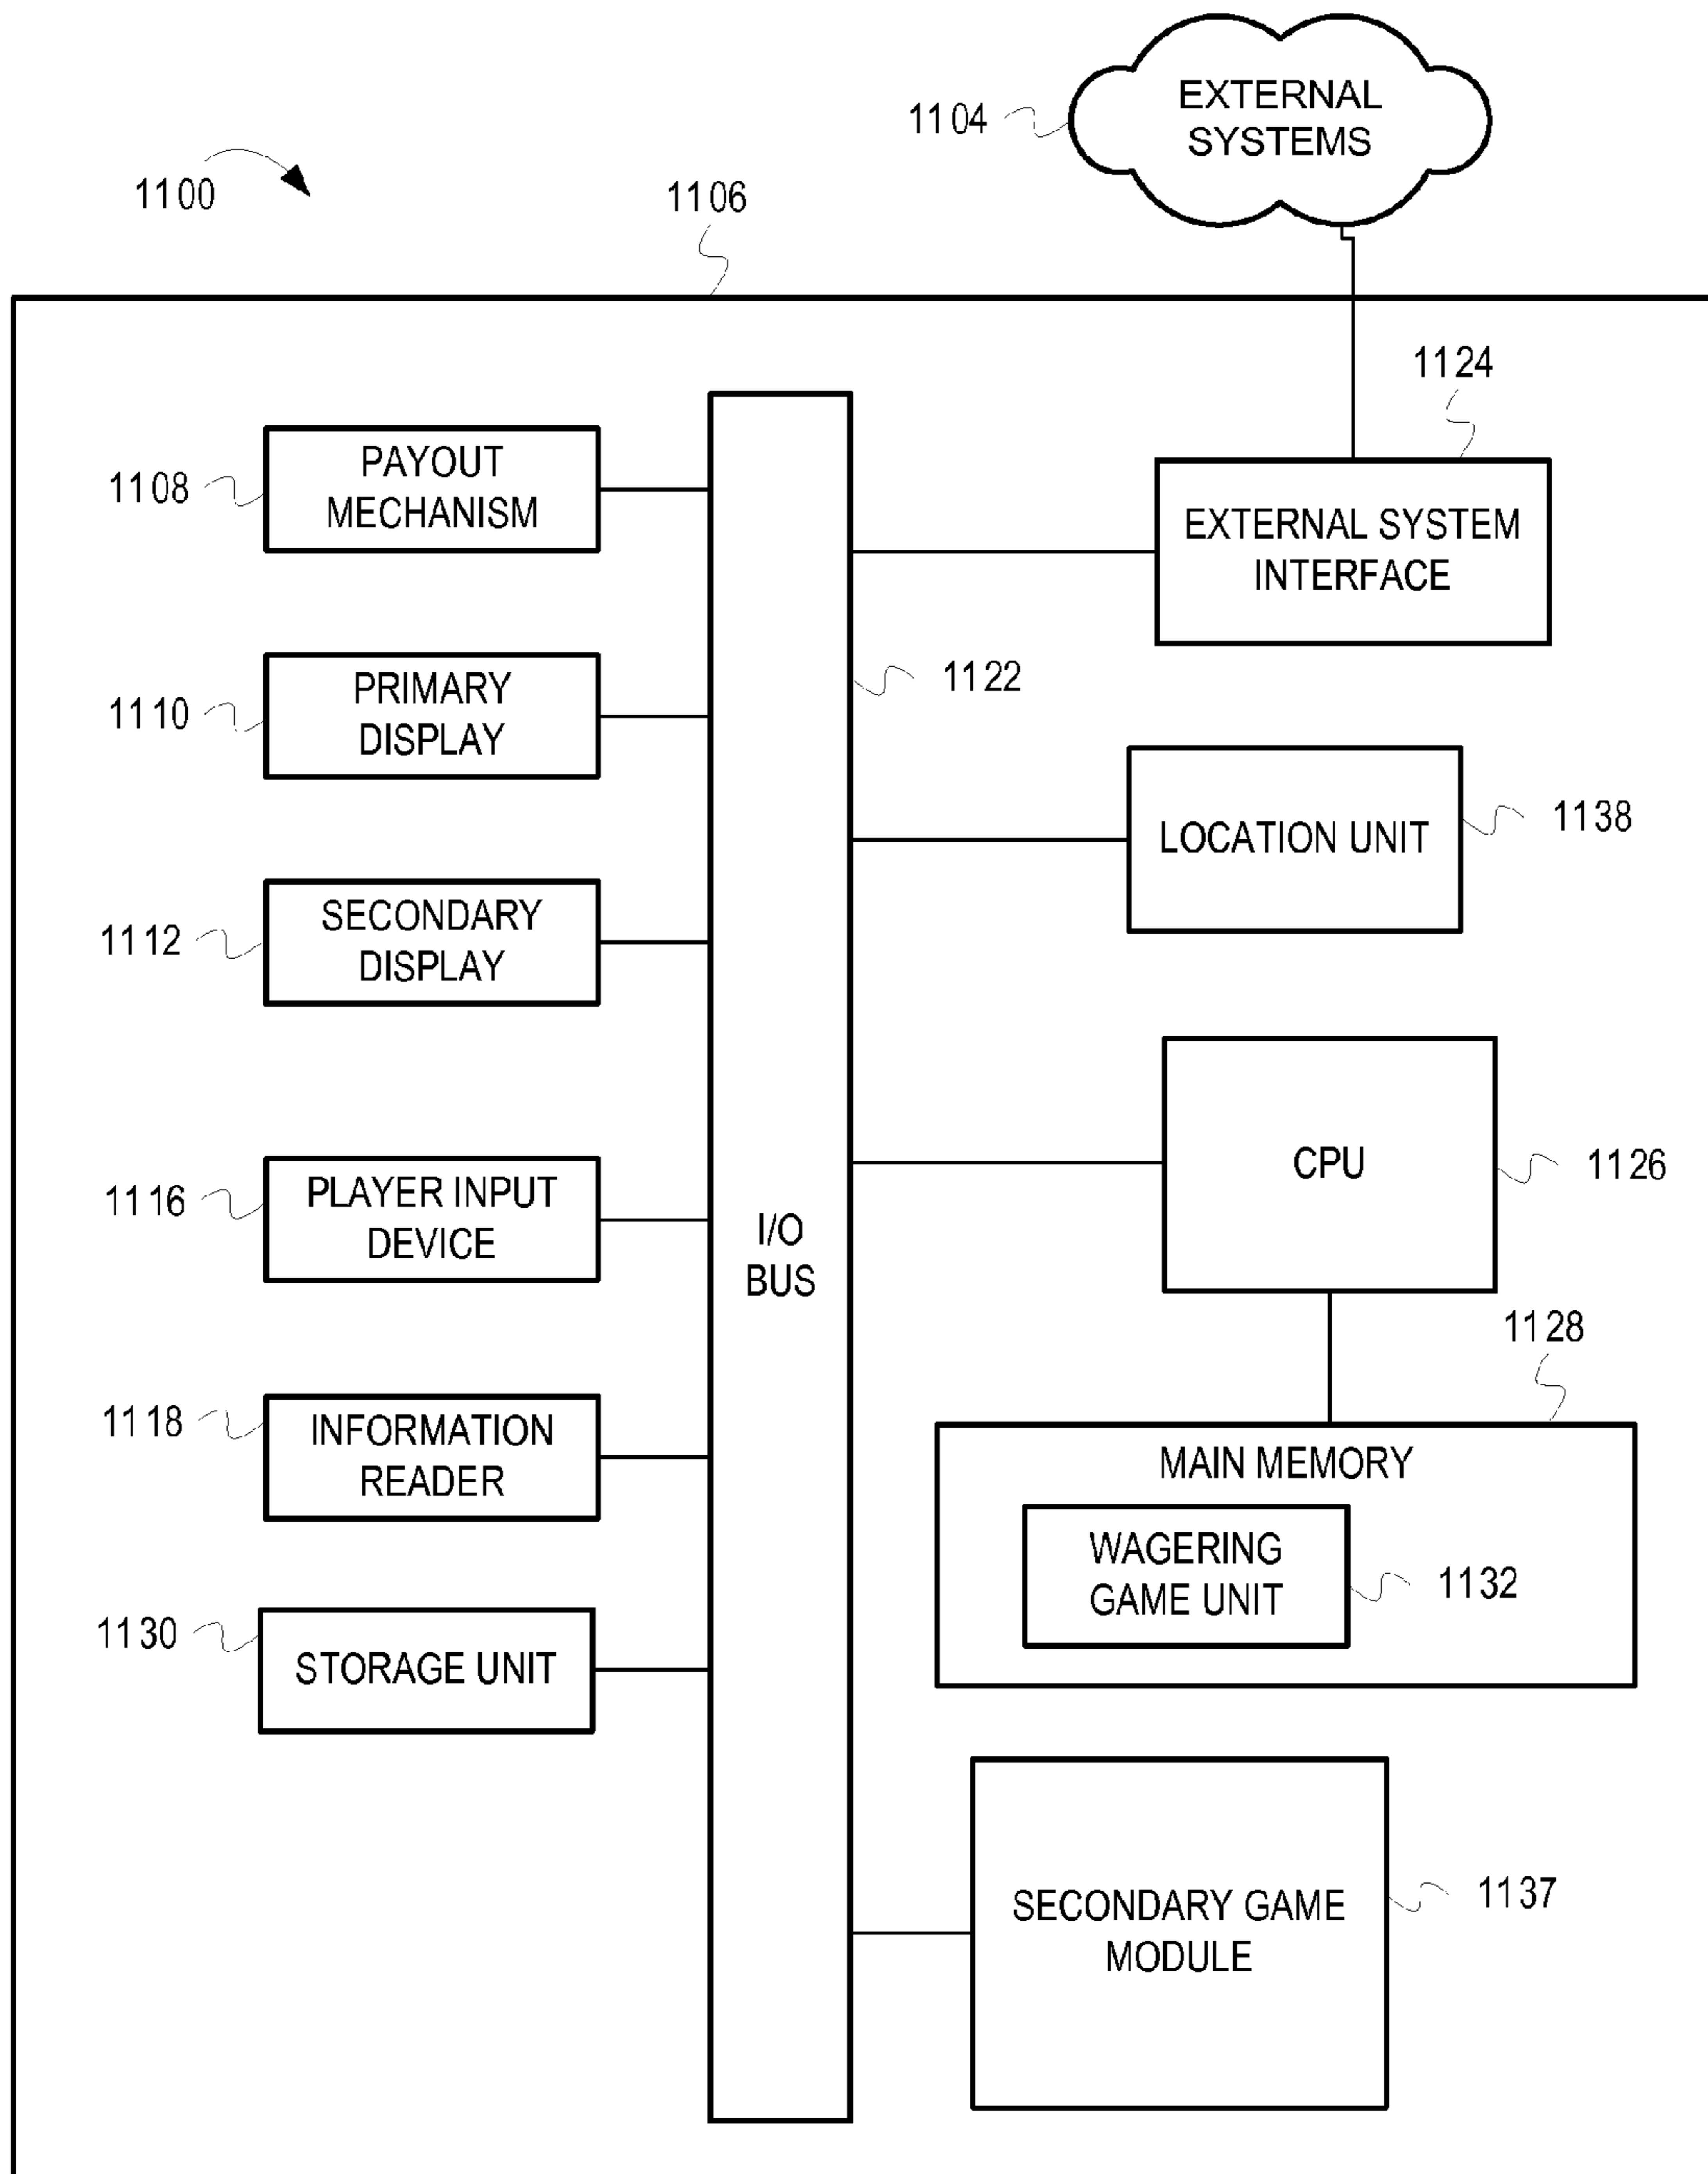 EXTERNAL
SYSTEMS
1104
1100
1106
1124
PAYOUT
MECHANISM
1108
EXTERNAL SYSTEM
INTERFACE
1122
PRIMARY
DISPLAY
1110
LOCATION UNIT
1138
SECONDARY
DISPLAY
1112
CPU
1126
PLAYER INPUT
DEVICE
1116
I/O
BUS
1128
INFORMATION
READER
1118
MAIN MEMORY
WAGERING
GAME UNIT
1132
1130
STORAGE UNIT
SECONDARY GAME
MODULE
1137